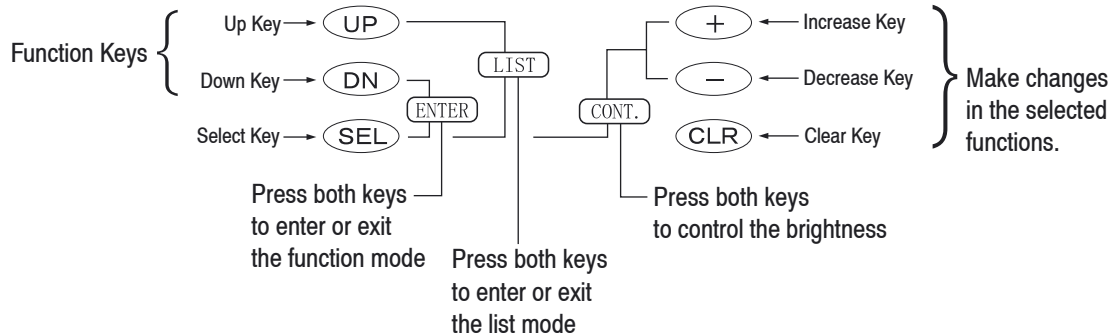 Function Keys
Up Key
UP
Down Key
DN
Select Key
SEL
LIST
ENTER
Press both keys
to enter or exit
the function mode
Press both keys
to enter or exit
the list mode
+
Increase Key
−
Decrease Key
CONT.
CLR
Clear Key
Press both keys
to control the brightness
Make changes
in the selected
functions.